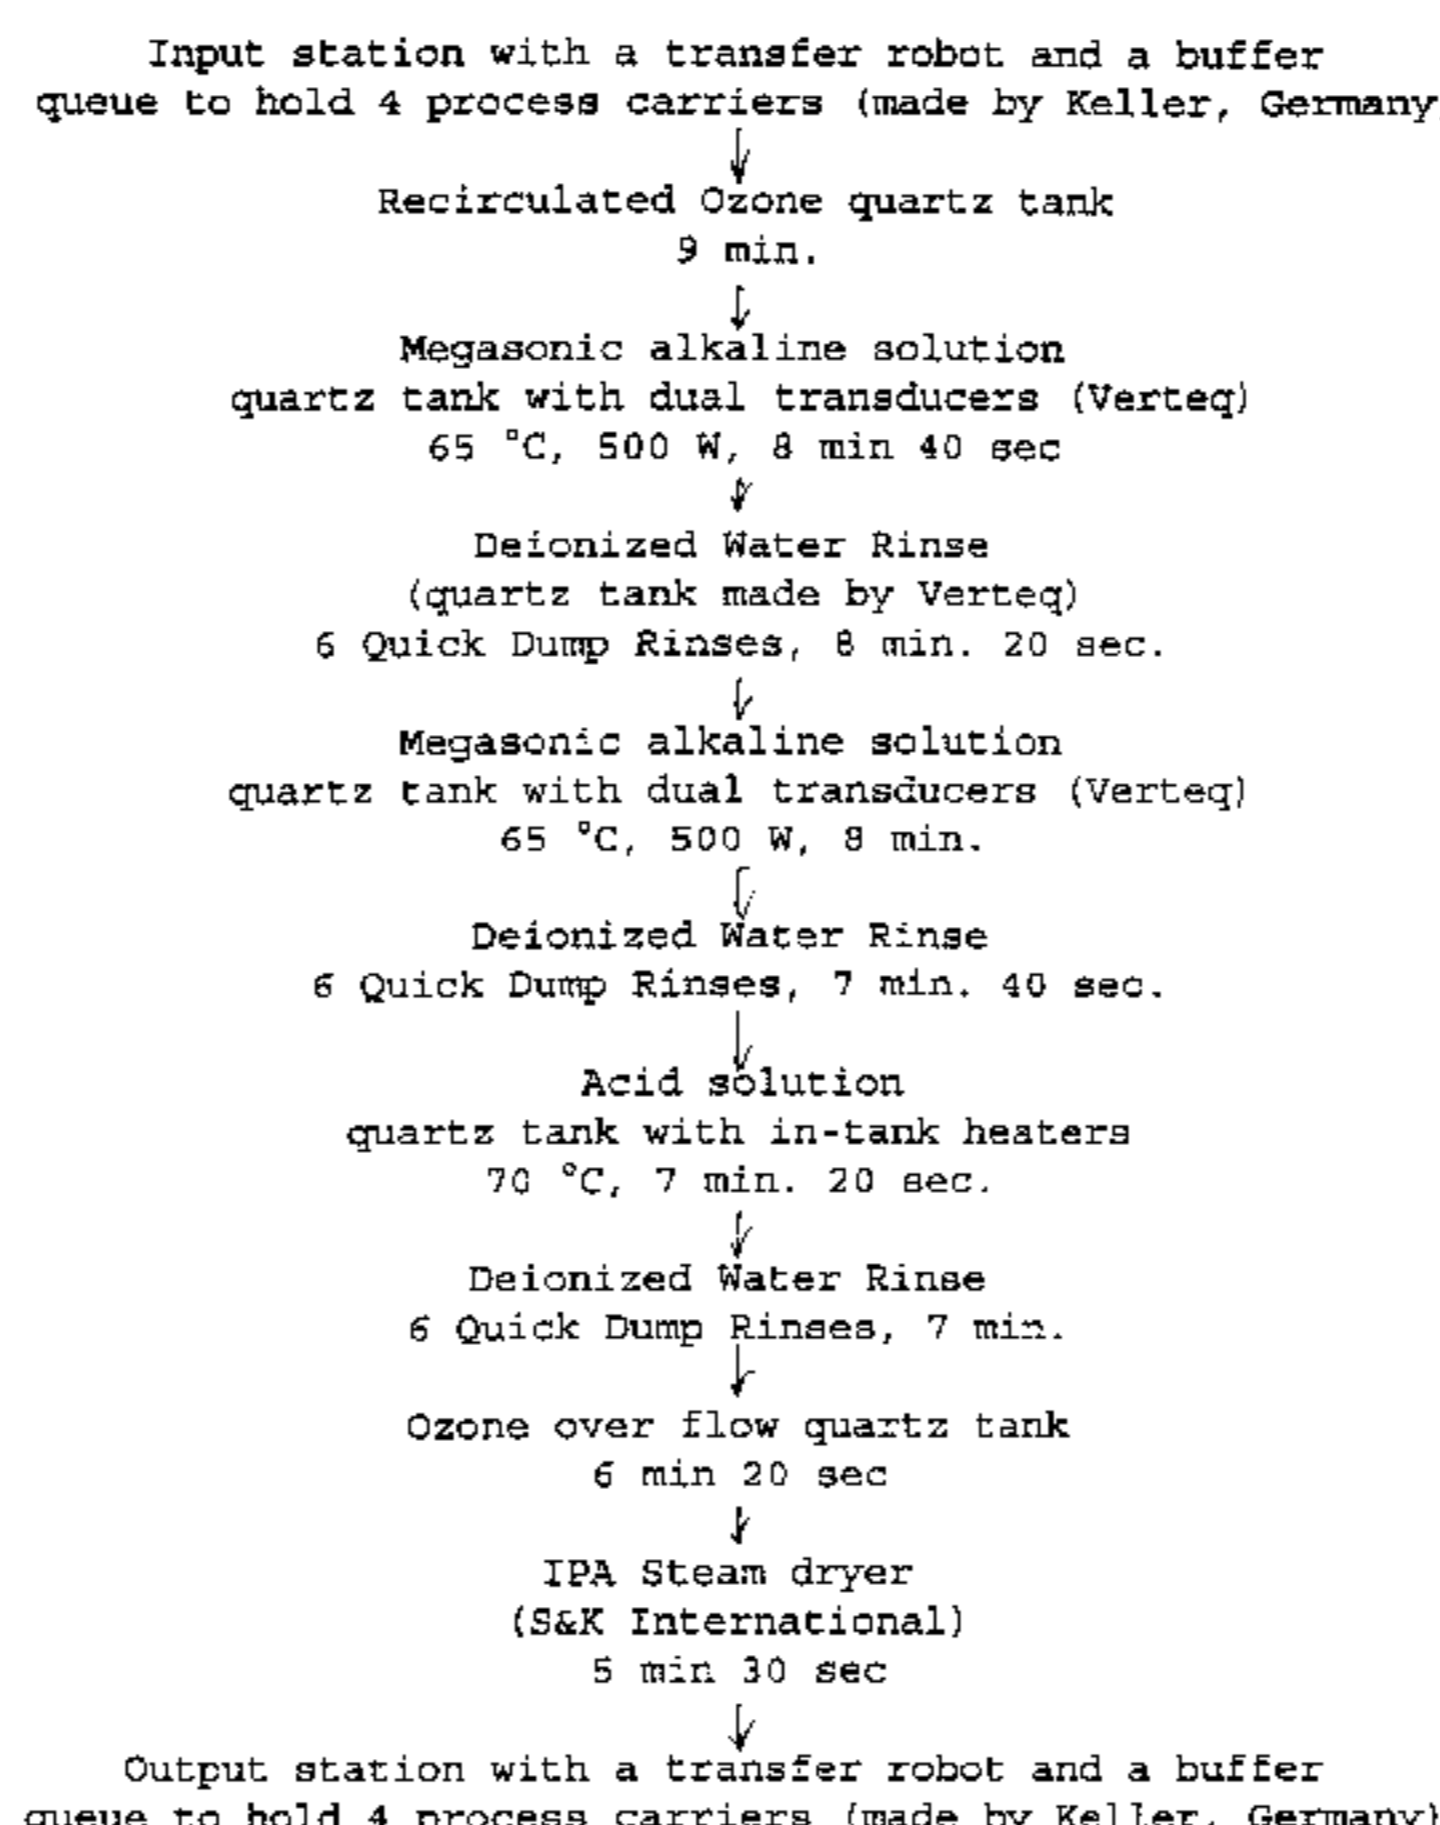 Input station with a transfer robot and a buffer
queue to hold 4 process carriers (made by Keller, Germany
Recirculated Ozone quartz tank
9 min.
Megasonic alkaline solution
quartz tank with dual transducers (Verteq)
65 °C, 500 W, 8 min 40 sec
Deionized Water Rinse
(quartz tank made by Verteq)
6 Quick Dump Rinses, 8 min. 20 sec.
Megasonic alkaline solution
quartz tank with dual transducers (Verteq)
65 °C, 500 W, 8 min.
Deionized Water Rinse
6 Quick Dump Rinses, 7 min. 40 sec.
Acid solution
quartz tank with in-tank heaters
70 °C, 7 min. 20 sec.
Deionized Water Rinse
6 Quick Dump Rinses, 7 min.
Ozone over flow quartz tank
6 min 20 sec
IPA Steam dryer
(S&K International)
5 min 30 sec
Output station with a transfer robot and a buffer
queue to hold 4 process carriers (made by Keller, Germany)